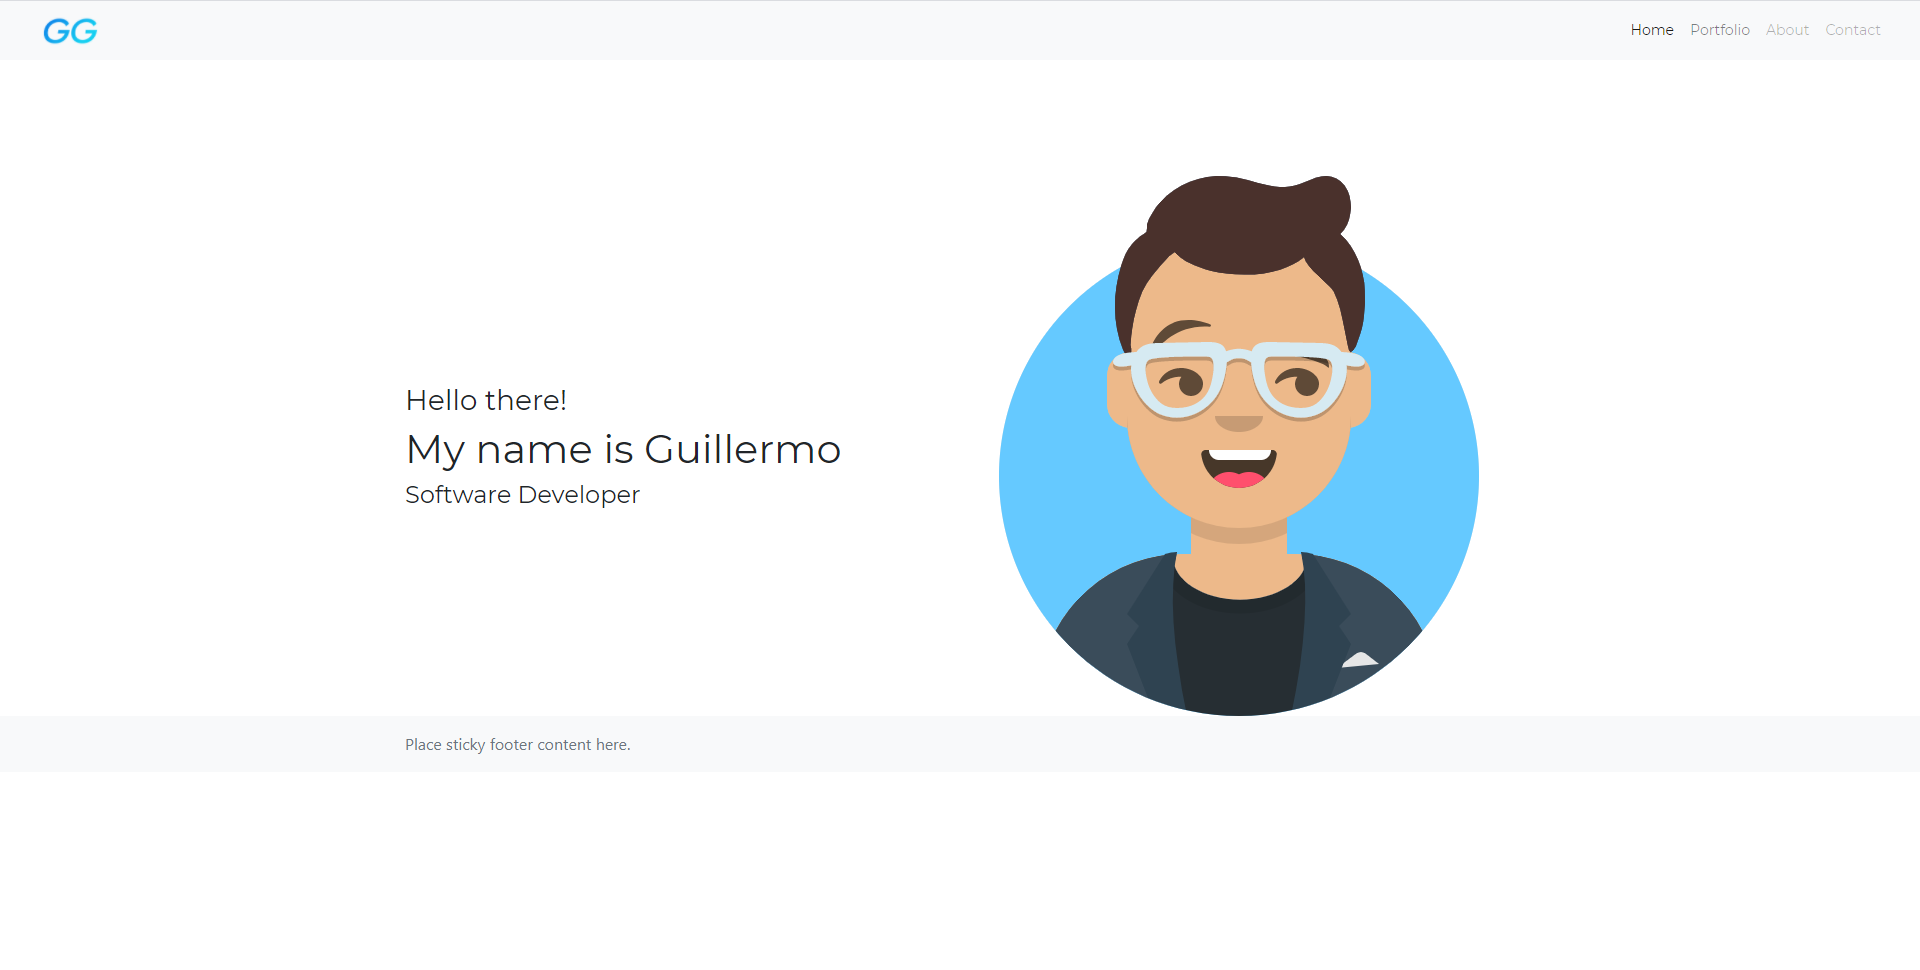 GG
Home Portfolio About Contact
Hello there!
My name is Guillermo
Software Developer
Place sticky footer content here.